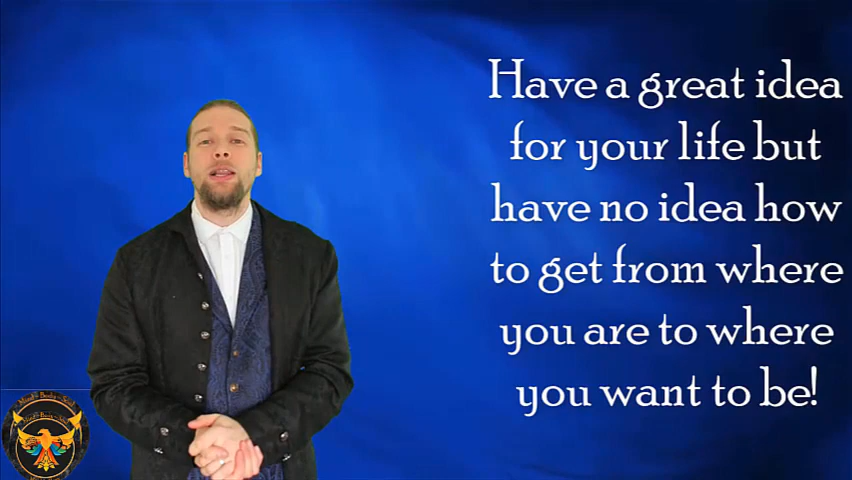 Have a great idea
for your life but
have no idea how
to get from where
you are to where
you want to be!